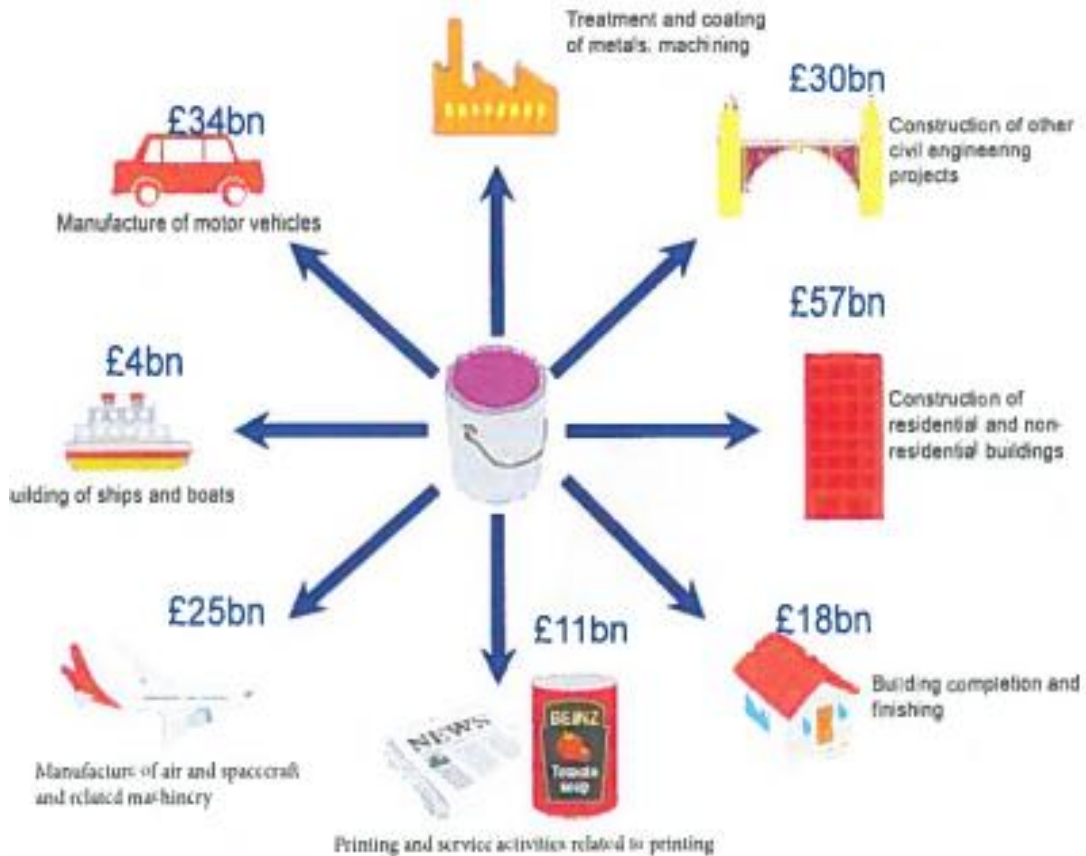 Treatment and coating
of metals. machining
£30bn
Construction of other
civil engineering
projects
£34bn
Manufacture of motor vehicles
£57bn
Construction of
residential and non-
residential buildings
£4bn
uilding of ships and boats
£25bn
Manufacture of air and spacecraft
and related machinery
£11bn
NEWS
BEINZ
Tomato
soup
Printing and service activities related to printing
£18bn
Building completion and
finishing